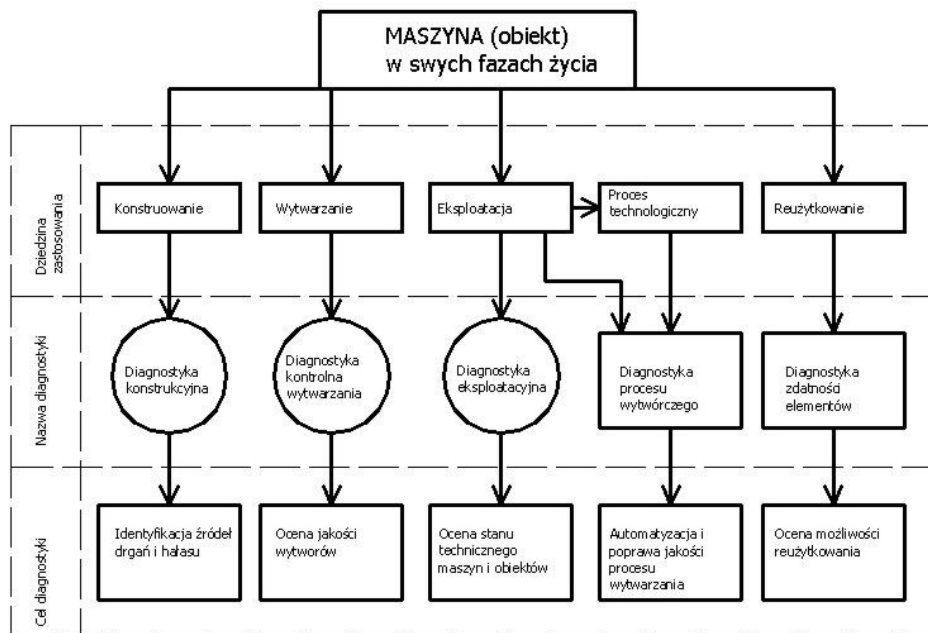 MASZYNA (obiekt)
w swych fazach życia
Dziedzina
zastosowania
Konstruowanie
Wytwarzanie
Eksploatacja
Proces
technologiczny
Reużytkowanie
Nazwa diagnostyki
Diagnostyka
konstrukcyjna
Diagnostyka
kontrolna
wytwarzania
Diagnostyka
eksploatacyjna
Diagnostyka
procesu
wytwórczego
Diagnostyka
zdatności
elementów
Cel diagnostyki
Identyfikacja źródeł
drgań i hałasu
Ocena jakości
wytworów
Ocena stanu
technicznego
maszyn i obiektów
Automatyzacja i
poprawa jakości
procesu
wytwarzania
Ocena możliwości
reużytkowania